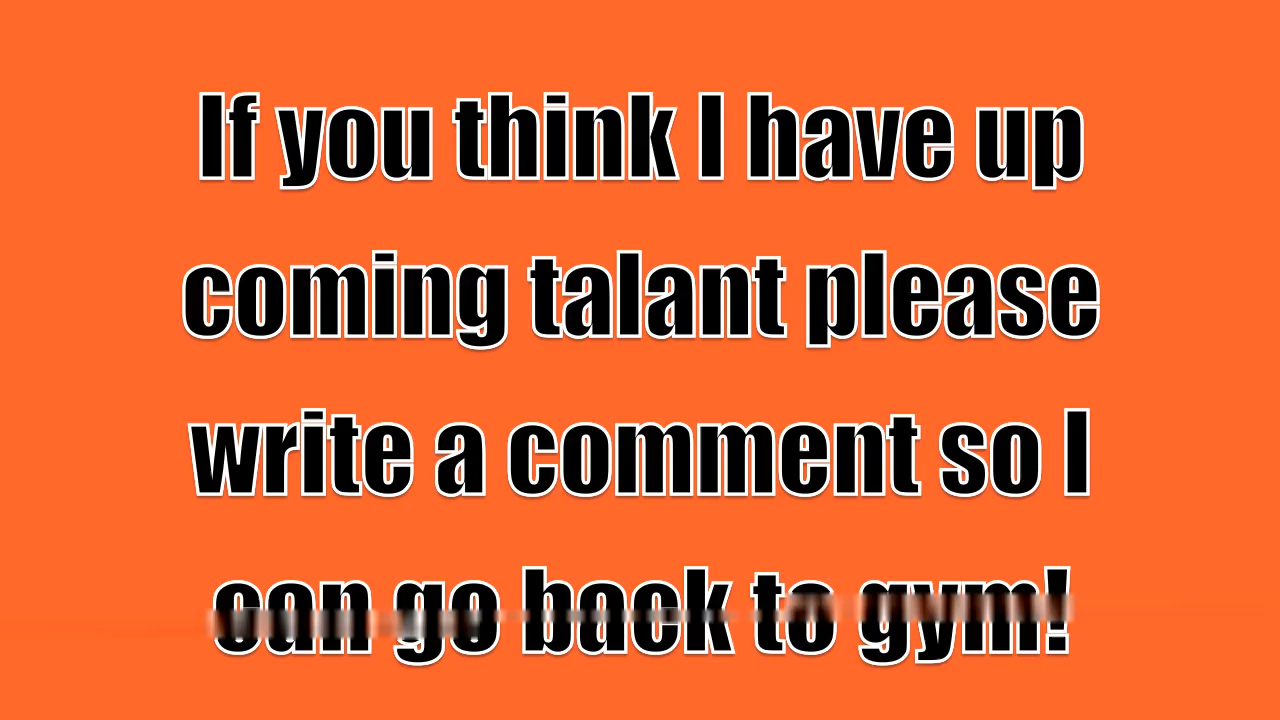 If you think I have up
coming talant please
write a comment so I
can go back to gym!